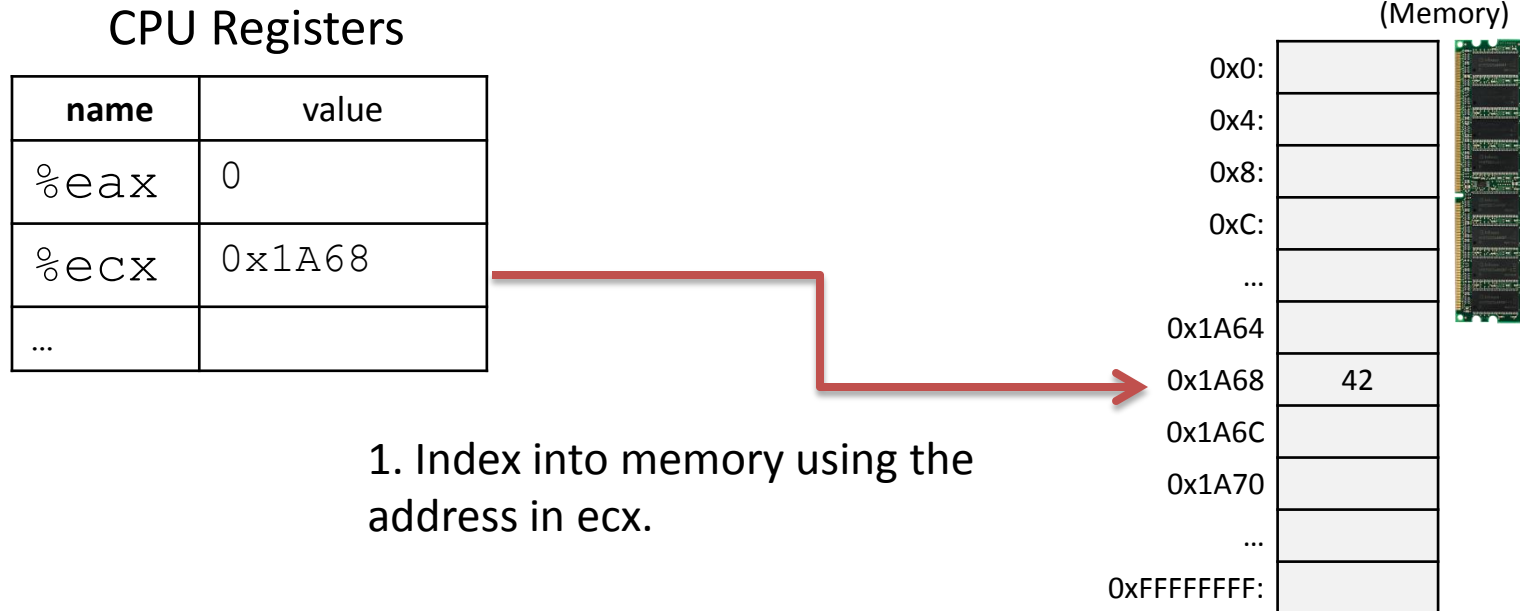 CPU Registers
name value
%eax 0
%ecx 0x1A68
…
1. Index into memory using the
address in ecx.
(Memory)
0x0:
0x4:
0x8:
0xC:
…
0x1A64
0x1A68 42
0x1A6C
0x1A70
…
0xFFFFFFFF: